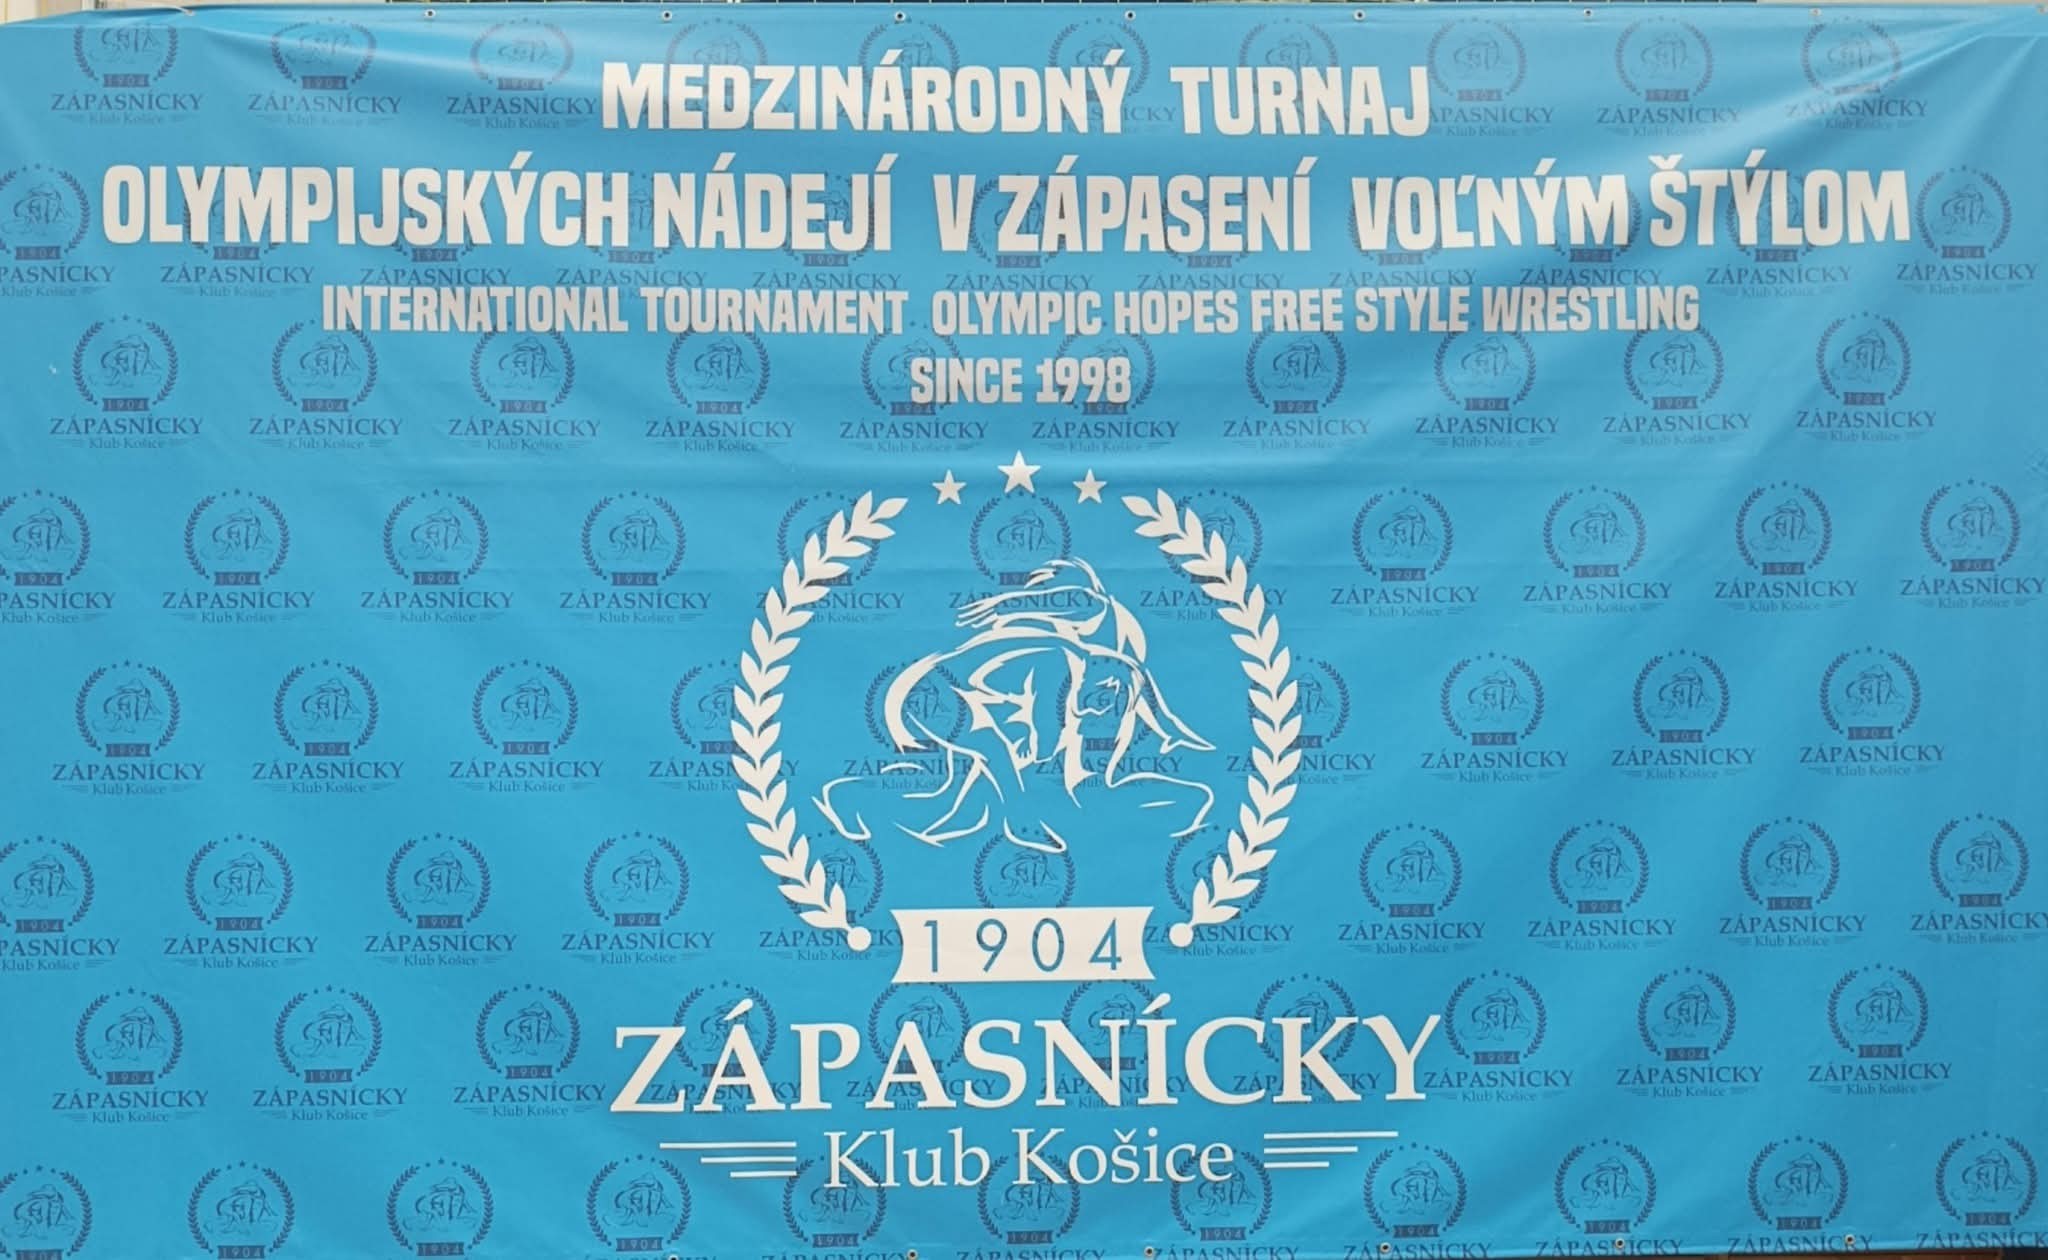 MEDZINÁRODNÝ TURNAJ
OLYMPIJSKÝCH NÁDEJÍ V ZÁPASENÍ VOĽNÝM ŠTÝLOM
INTERNATIONAL TOURNAMENT OLYMPIC HOPES FREE STYLE WRESTLING
SINCE 1998
1904
ZÁPASNÍCKY
Klub Košice